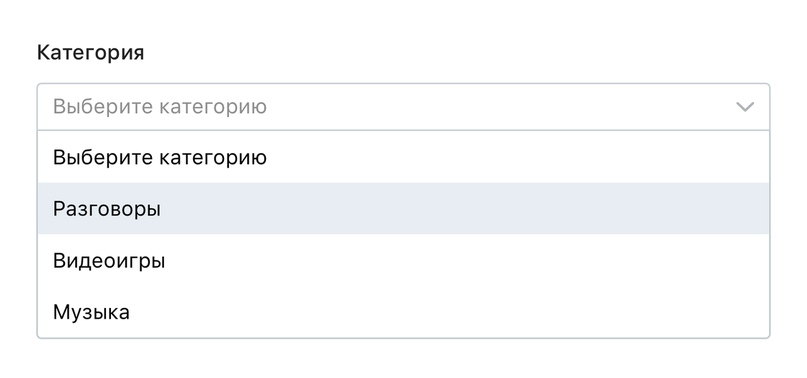 Категория
Выберите категорию
Выберите категорию
Разговоры
Видеоигры
Музыка